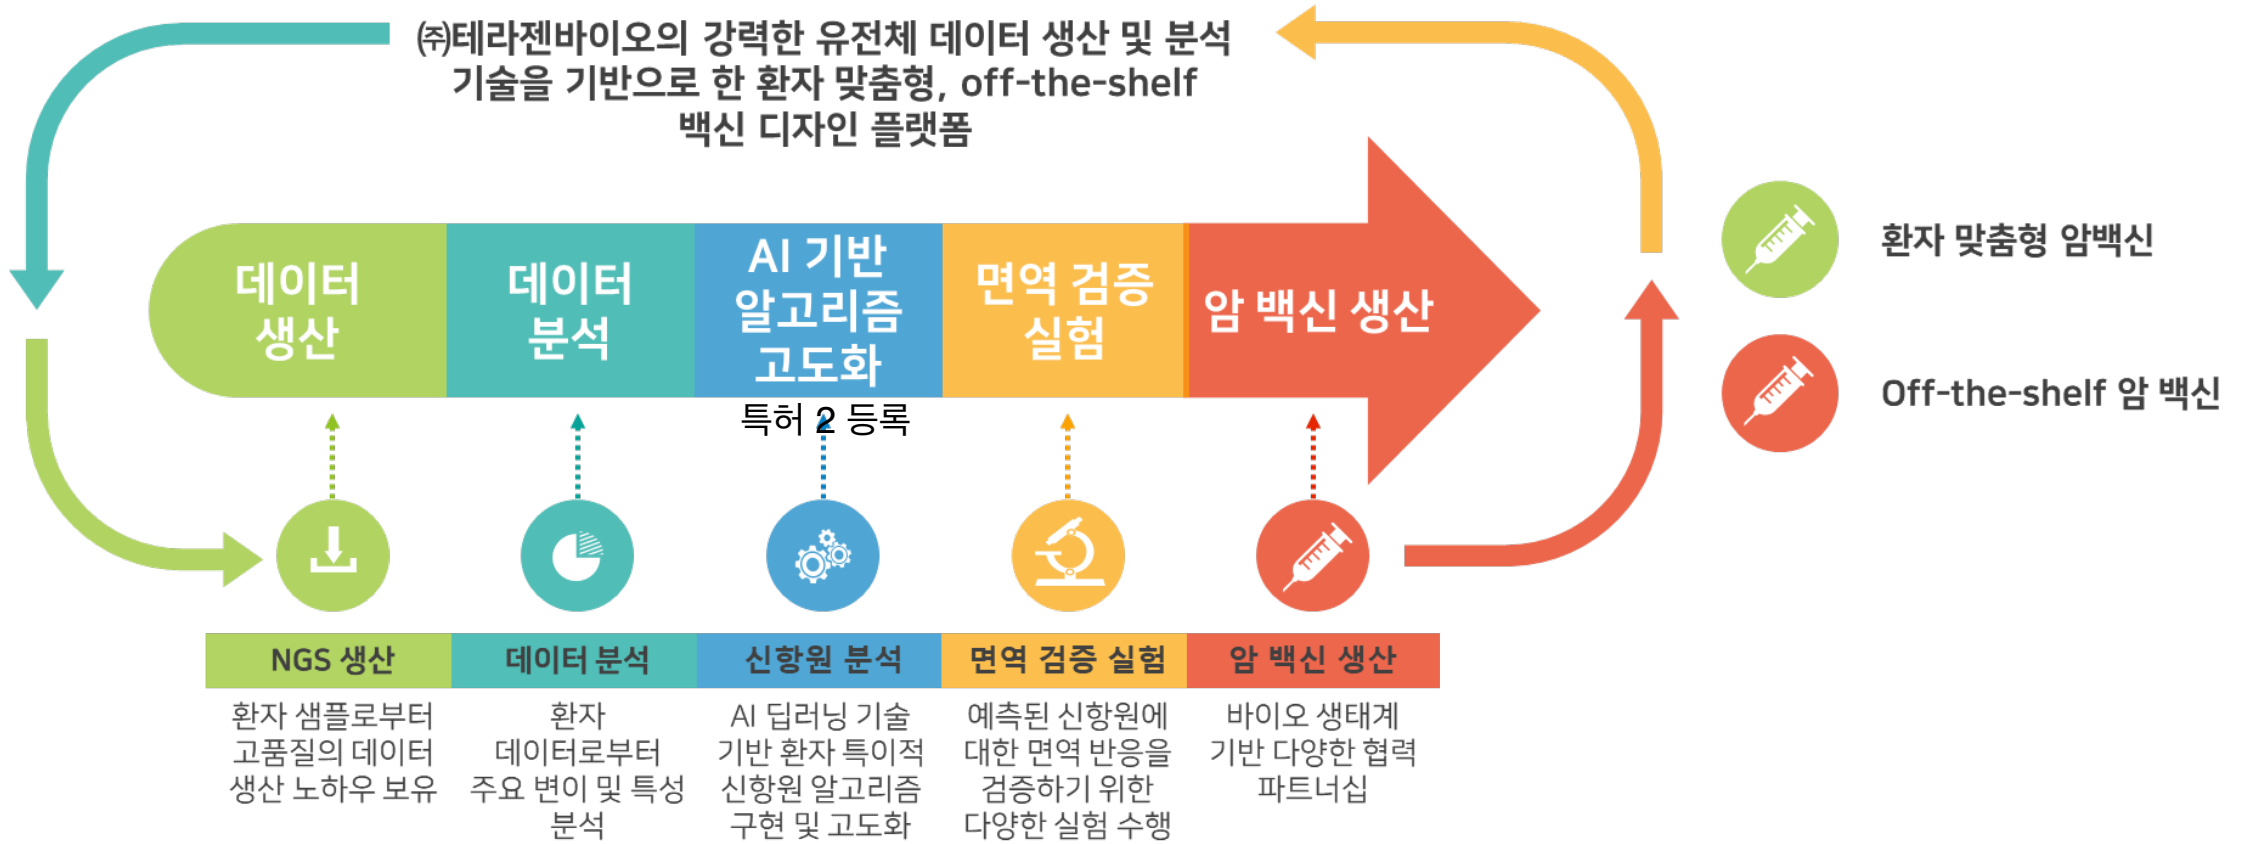 ㈜테라젠바이오의 강력한 유전체 데이터 생산 및 분석
기술을 기반으로 한 환자 맞춤형, off-the-shelf
백신 디자인 플랫폼
데이터
생산
데이터
분석
AI 기반
알고리즘
고도화
면역 검증
실험
암 백신 생산
특허 2 등록
환자 맞춤형 암백신
Off-the-shelf 암 백신
NGS 생산
환자 샘플로부터
고품질의 데이터
생산 노하우 보유
데이터 분석
환자
데이터로부터
주요 변이 및 특성
분석
신항원 분석
AI 딥러닝 기술
기반 환자 특이적
신항원 알고리즘
구현 및 고도화
면역 검증 실험
예측된 신항원에
대한 면역 반응을
검증하기 위한
다양한 실험 수행
암 백신 생산
바이오 생태계
기반 다양한 협력
파트너십